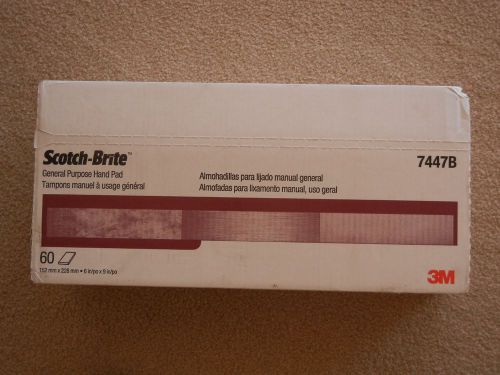 Scotch-Brite™
7447B
General Purpose Hand Pad
Tampons manuel à usage général
Almohadillas para lijado manual general
Almofadas para lixamento manual, uso geral
60
152 mm x 228 mm • 6 in/po x 9 in/po
3M